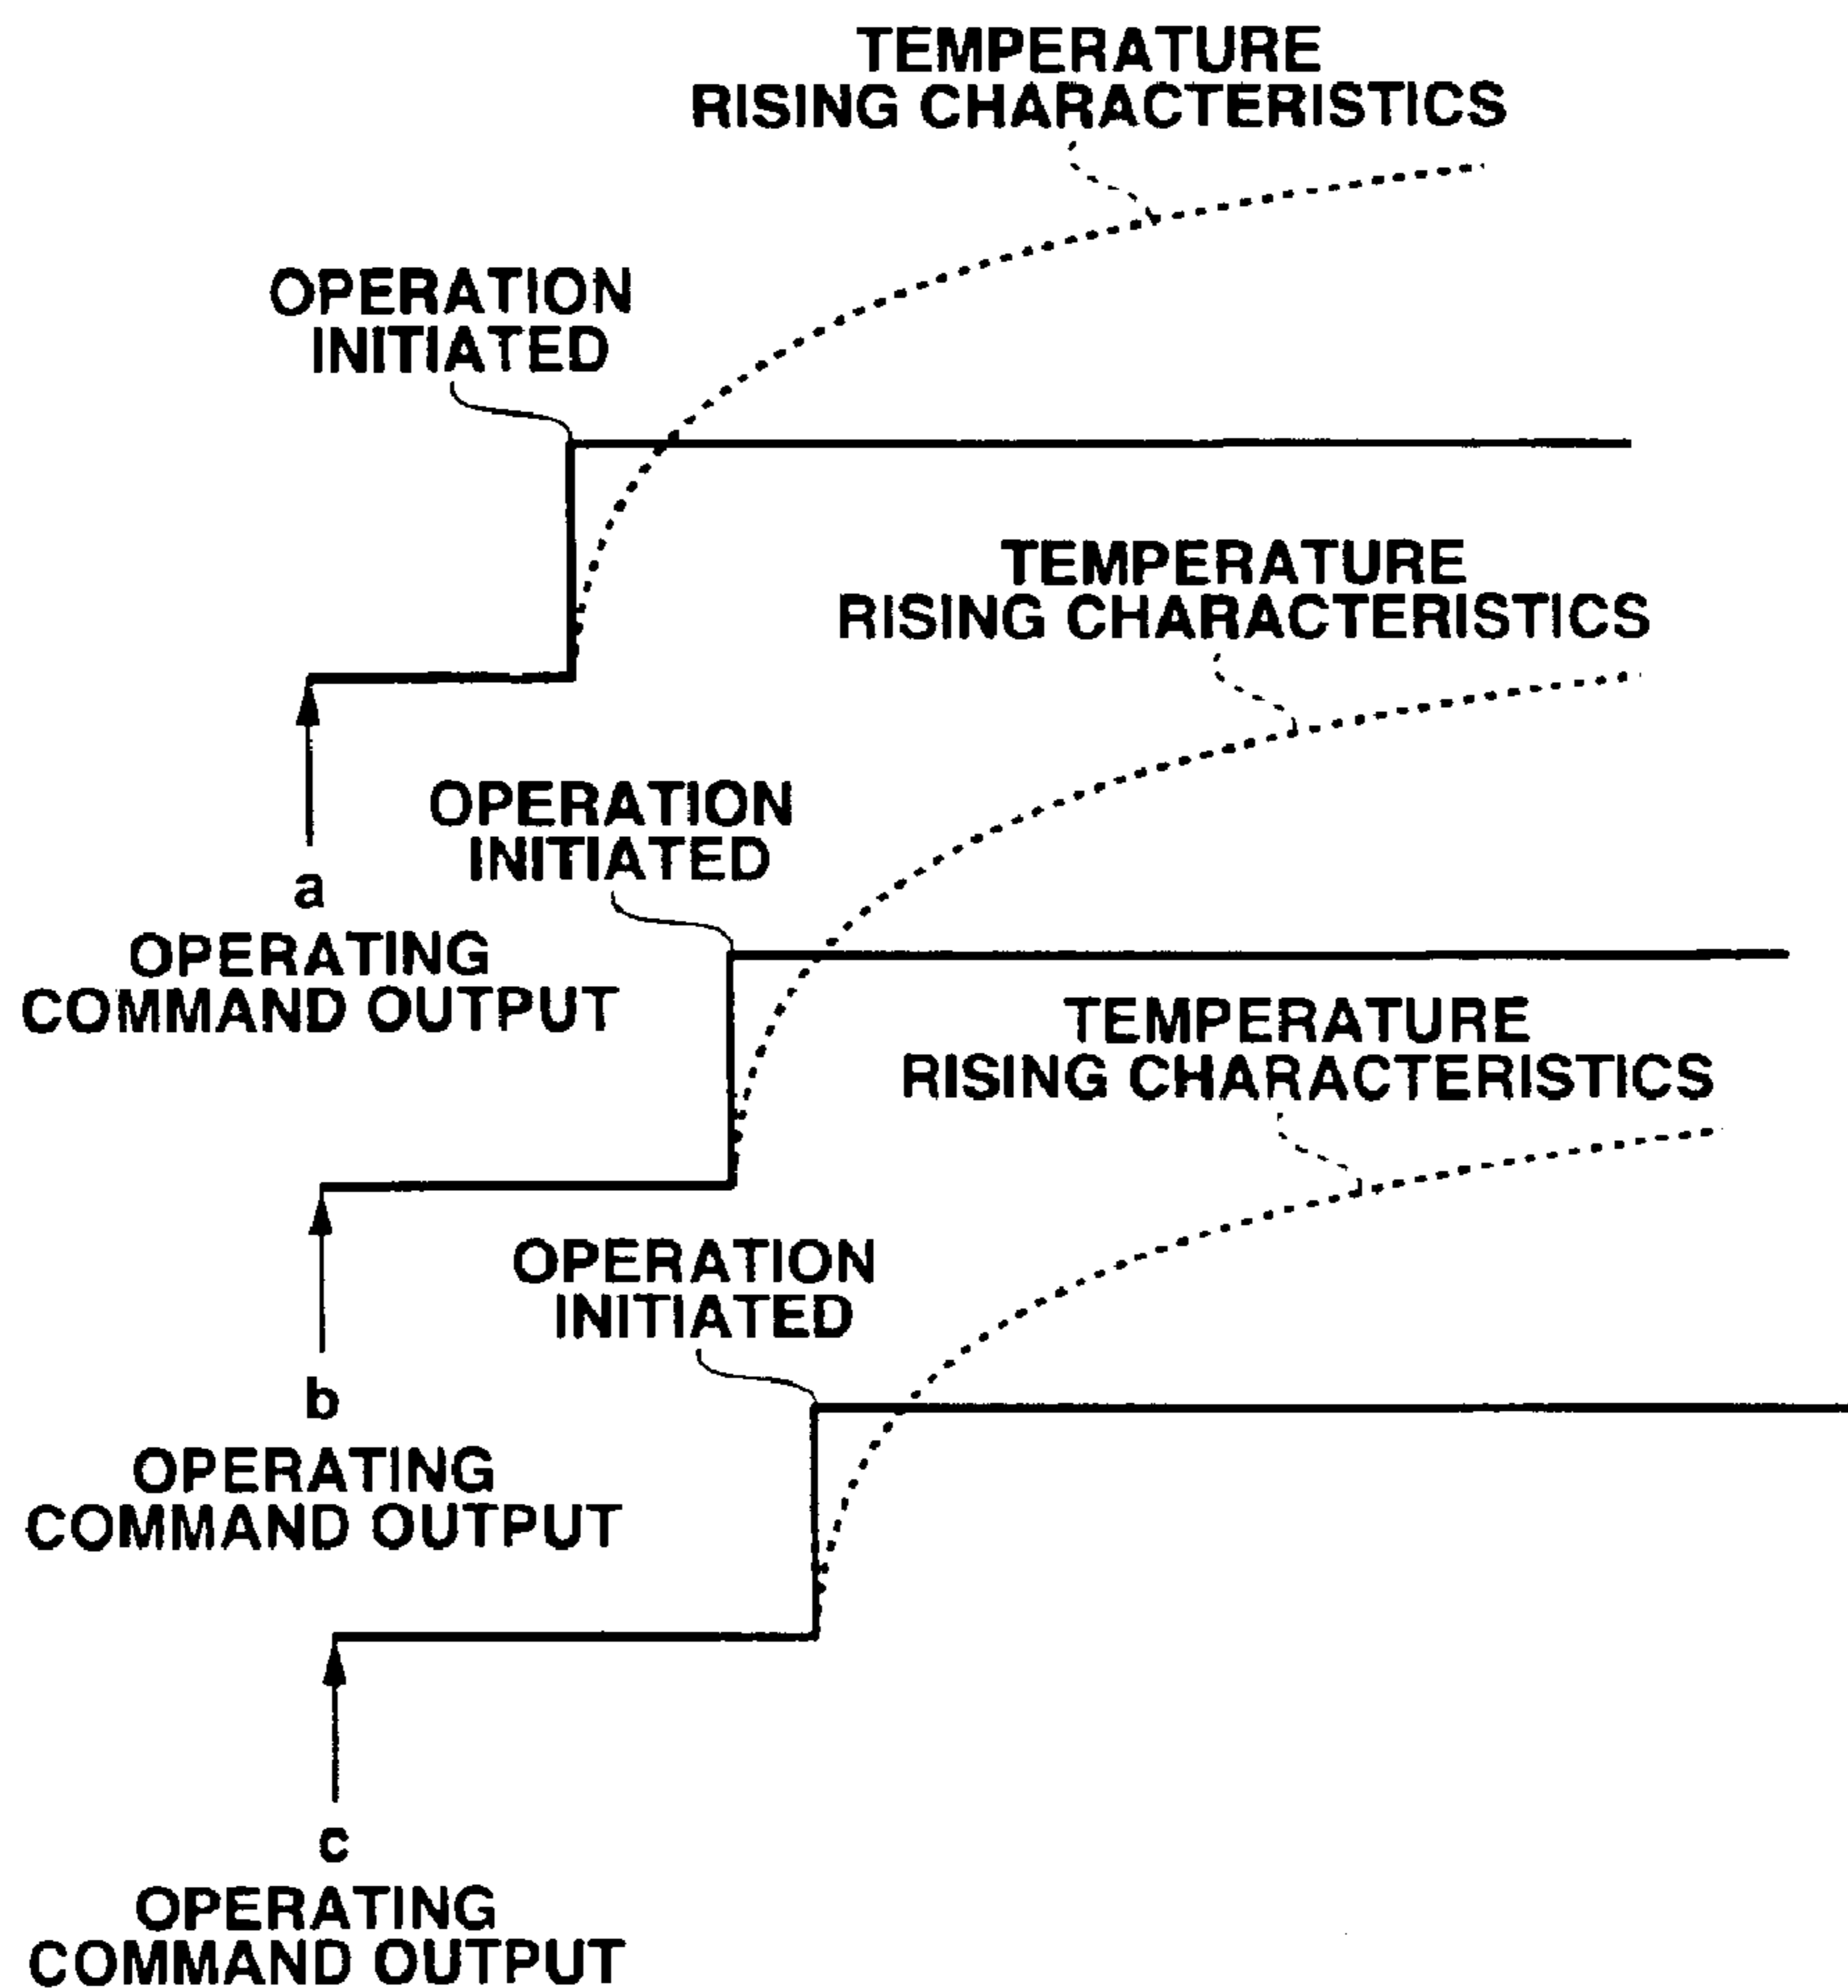 TEMPERATURE
RISING CHARACTERISTICS
OPERATION
INITIATED
TEMPERATURE
RISING CHARACTERISTICS
OPERATION
INITIATED
a
OPERATING
COMMAND OUTPUT
TEMPERATURE
RISING CHARACTERISTICS
OPERATION
INITIATED
b
OPERATING
COMMAND OUTPUT
c
OPERATING
COMMAND OUTPUT